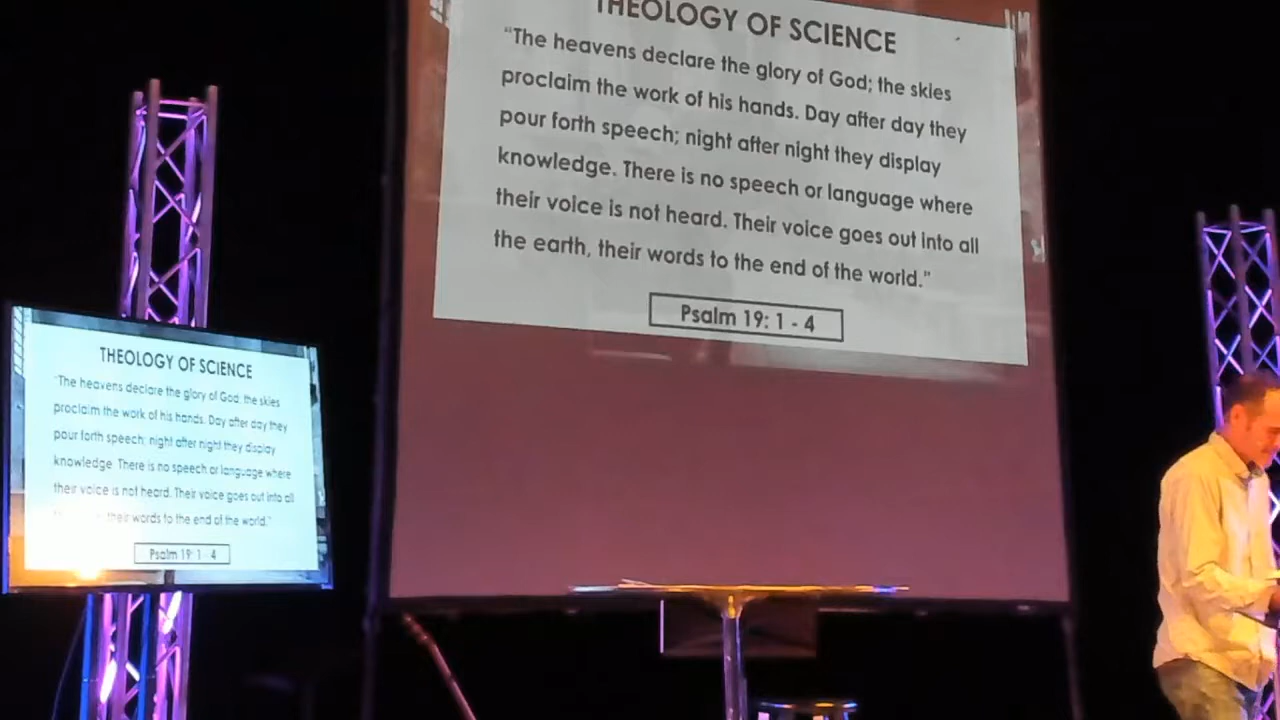 THEOLOGY OF SCIENCE
"The heavens declare the glory of God; the skies
proclaim the work of his hands. Day after day they
pour forth speech; night after night they display
knowledge. There is no speech or language where
their voice is not heard. Their voice goes out into all
the earth, their words to the end of the world."
Psalm 19: 1 - 4
THEOLOGY OF SCIENCE
"The heavens declare the glory of God; the skies
proclaim the work of his hands. Day after day they
pour forth speech; night after night they display
knowledge. There is no speech or language where
their voice is not heard. Their voice goes out into all
their words to the end of the world."
Psalm 19: 1 - 4